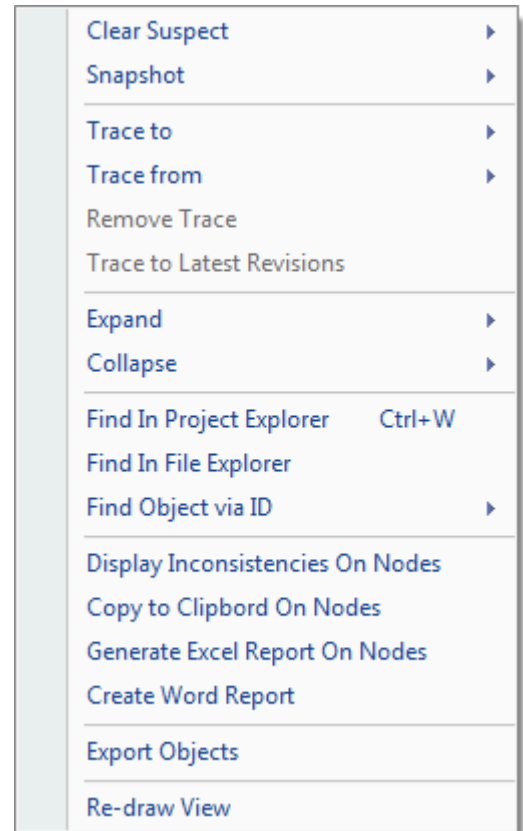 Clear Suspect
Snapshot
Trace to
Trace from
Remove Trace
Trace to Latest Revisions
Expand
Collapse
Find In Project Explorer Ctrl+W
Find In File Explorer
Find Object via ID
Display Inconsistencies On Nodes
Copy to Clipbord On Nodes
Generate Excel Report On Nodes
Create Word Report
Export Objects
Re-draw View